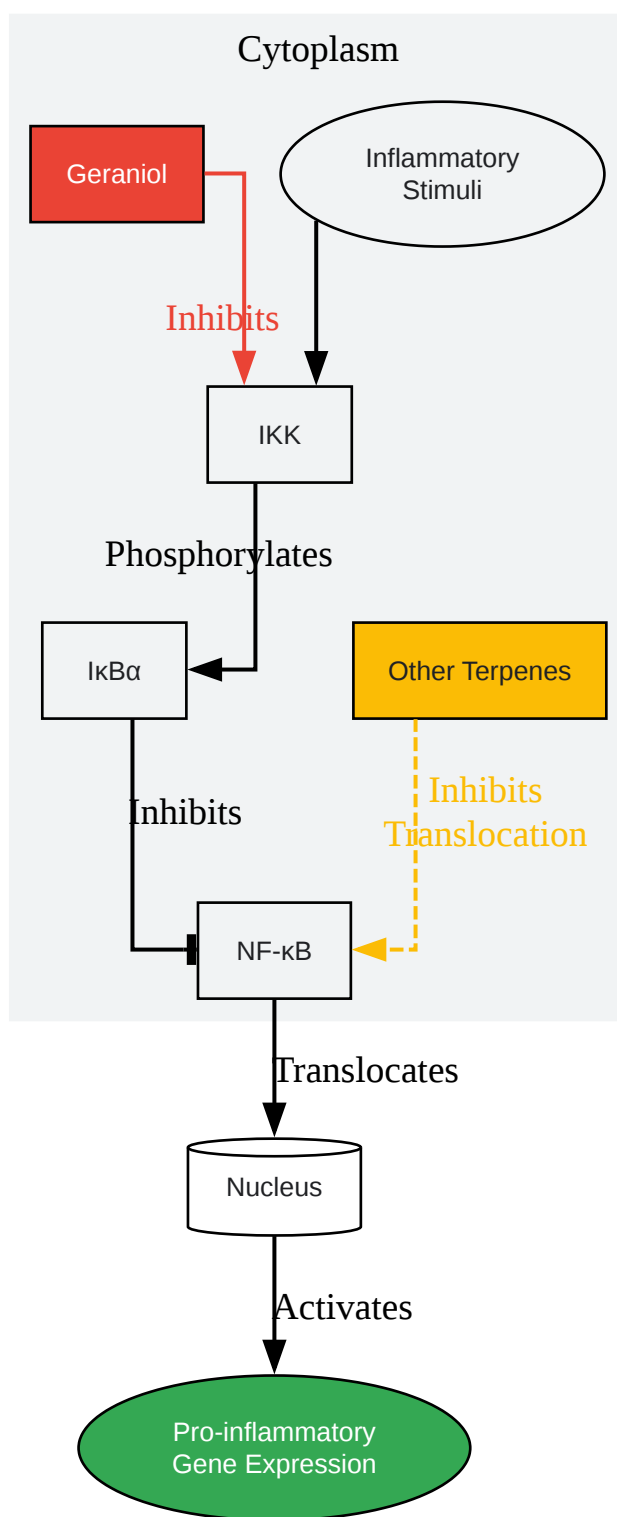 Cytoplasm
Geraniol
Inflammatory
Stimuli
Inhibits
IKK
Phosphorylates
IκBα
Other Terpenes
Inhibits
Inhibits
Translocation
NF-κB
Translocates
Nucleus
Activates
Pro-inflammatory
Gene Expression